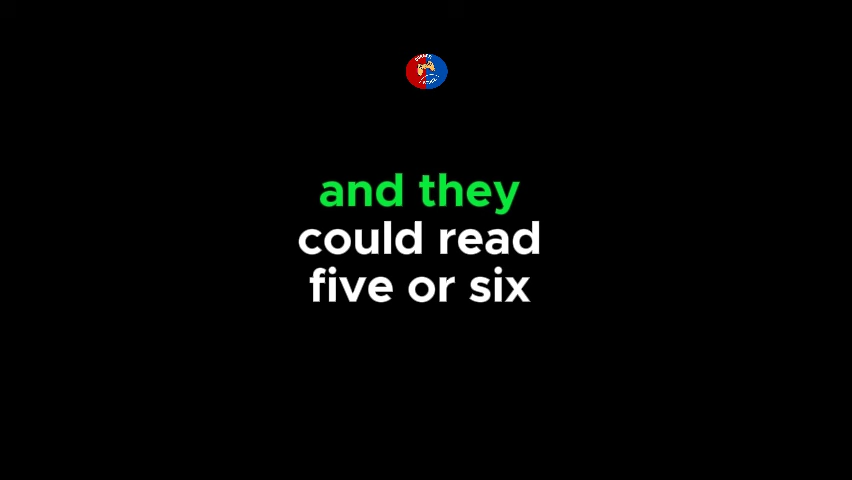 and they
could read
five or six